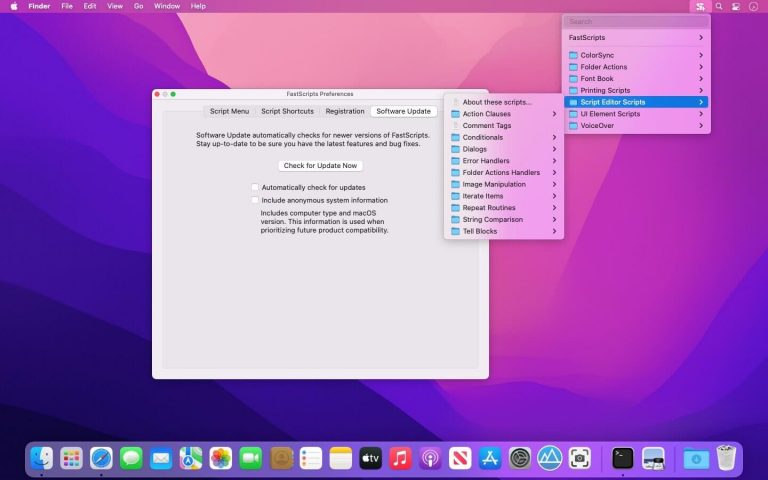 Finder File Edit View Go Window Help
Search
FastScripts
ColorSync
Folder Actions
Font Book
Printing Scripts
Script Editor Scripts
UI Element Scripts
VoiceOver
About these scripts...
Action Clauses
Comment Tags
Conditionals
Dialogs
Error Handlers
Folder Actions Handlers
Image Manipulation
Iterate Items
Repeat Routines
String Comparison
Tell Blocks
FastScripts Preferences
Script Menu Script Shortcuts Registration Software Update
Software Update automatically checks for newer versions of FastScripts.
Stay up-to-date to be sure you have the latest features and bug fixes.
Check for Update Now
Automatically check for updates
Include anonymous system information
Includes computer type and macOS
version. This information is used when
prioritizing future product compatibility.
tv